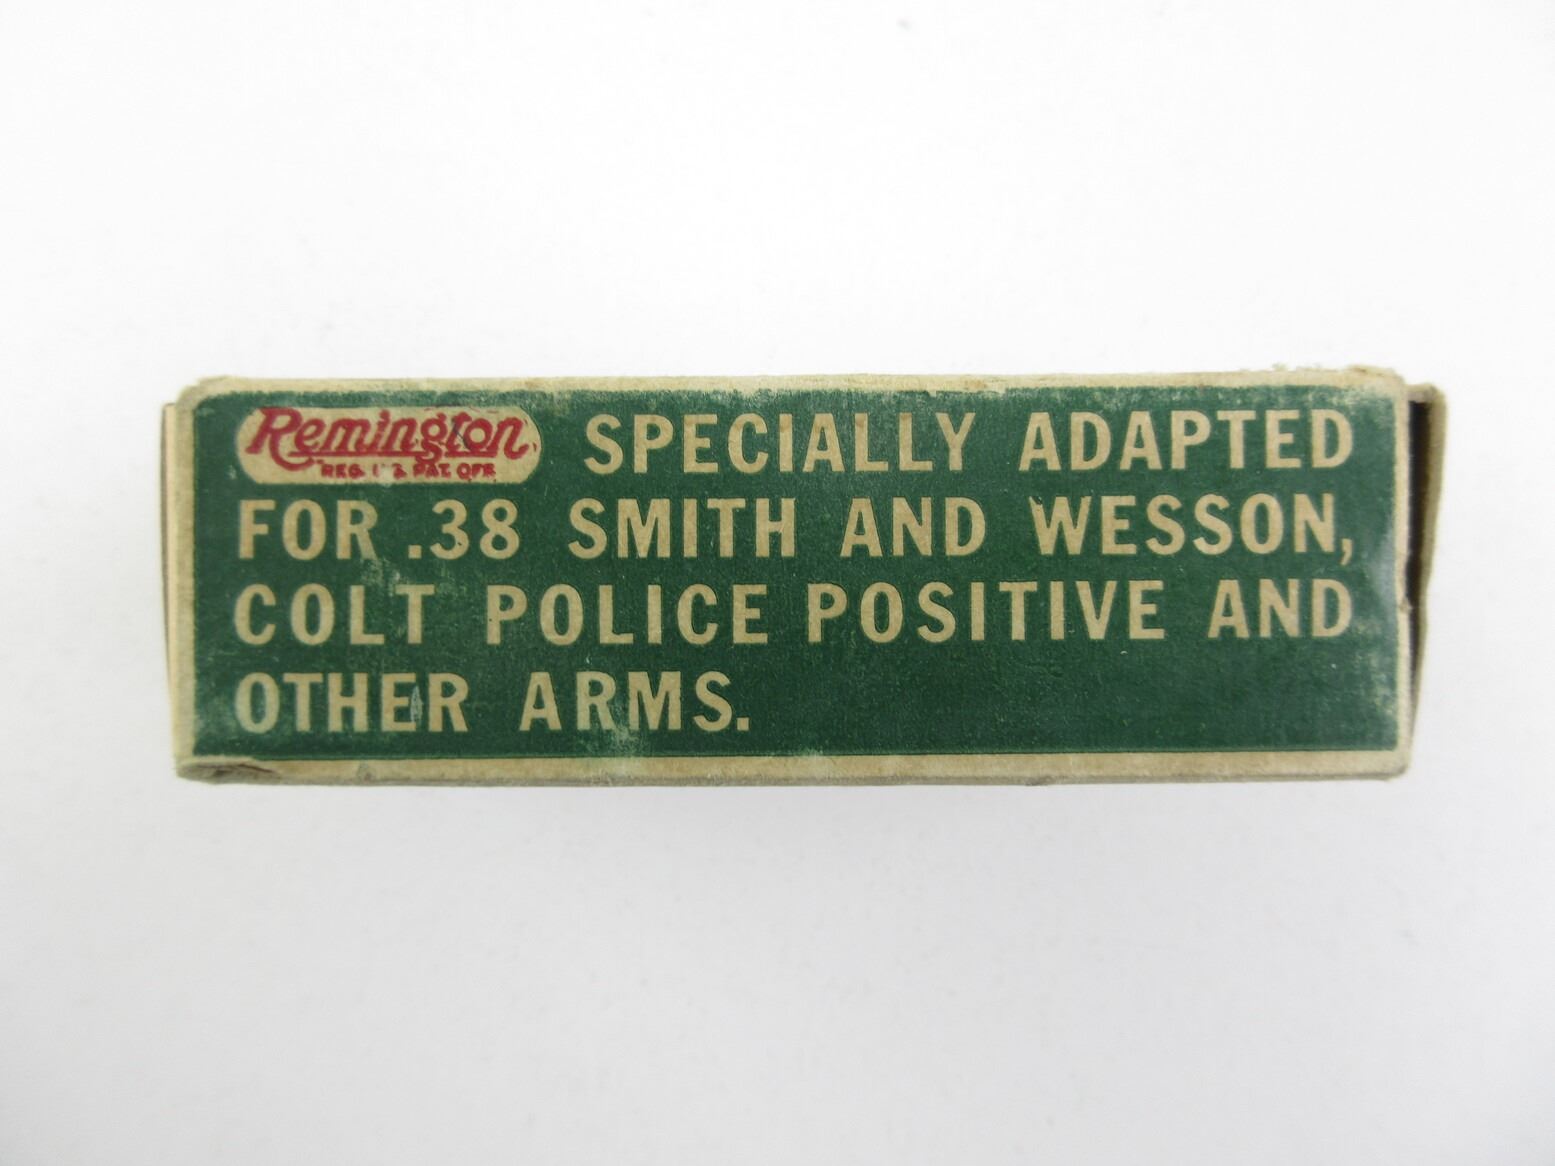 Remington
SPECIALLY ADAPTED
FOR .38 SMITH AND WESSON,
COLT POLICE POSITIVE AND
OTHER ARMS.
REG. PAT. OFF.